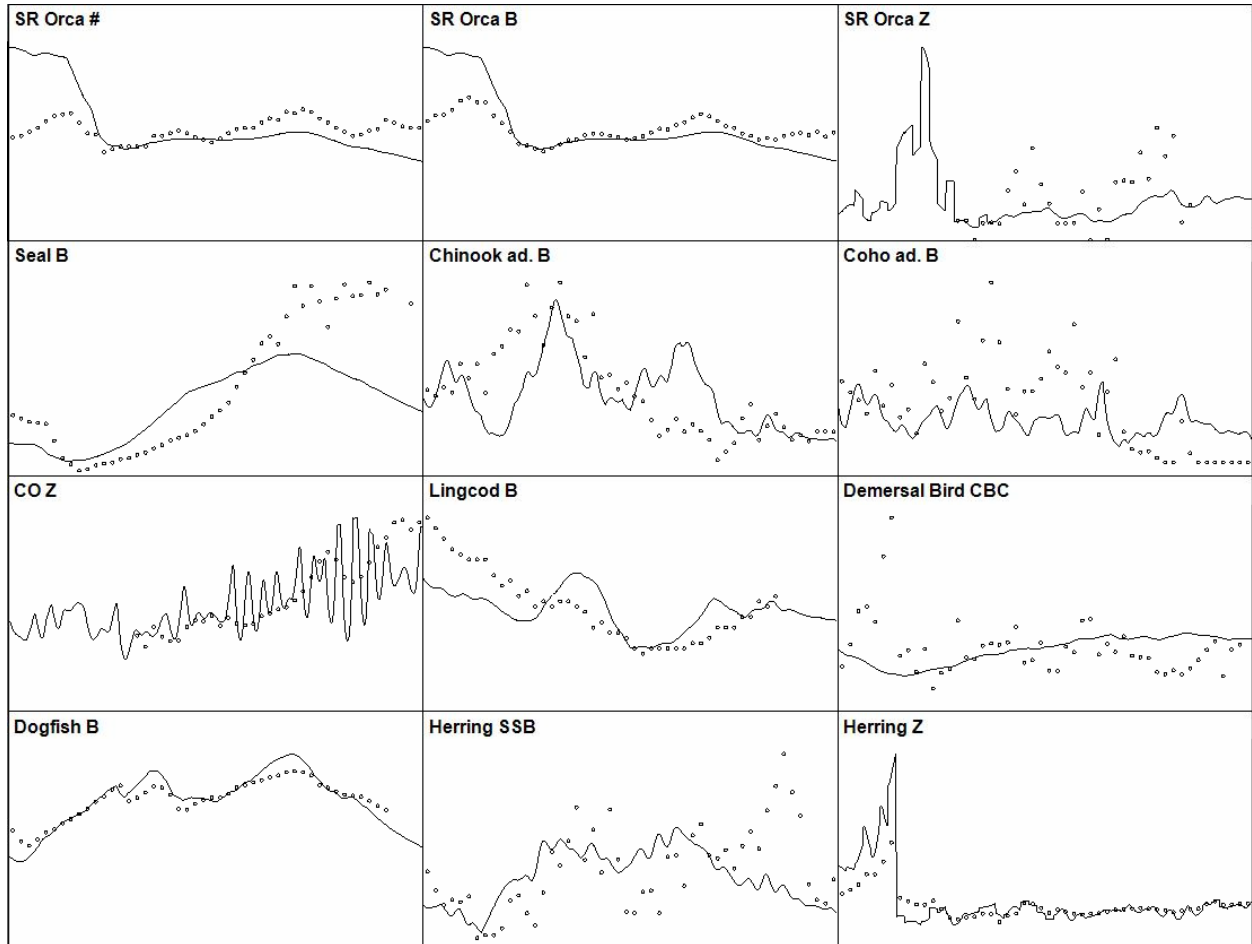 SR Orca #
SR Orca B
SR Orca Z
Seal B
Chinook ad. B
Coho ad. B
CO Z
Lingcod B
Demersal Bird CBC
Dogfish B
Herring SSB
Herring Z